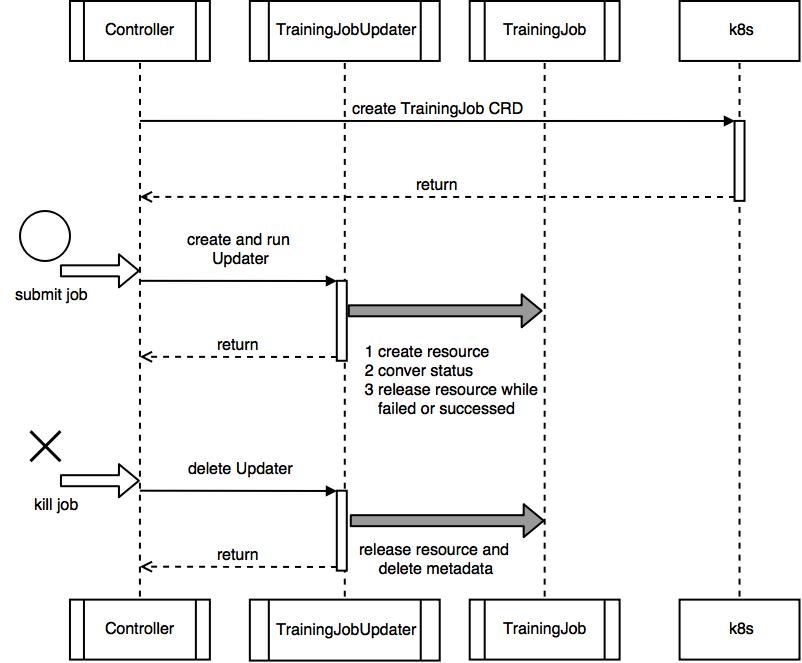 Controller
TrainingJobUpdater
TrainingJob
k8s
create TrainingJob CRD
return
create and run
Updater
submit job
return
1 create resource
2 conver status
3 release resource while
failed or successed
delete Updater
kill job
return
release resource and
delete metadata
Controller
TrainingJobUpdater
TrainingJob
k8s